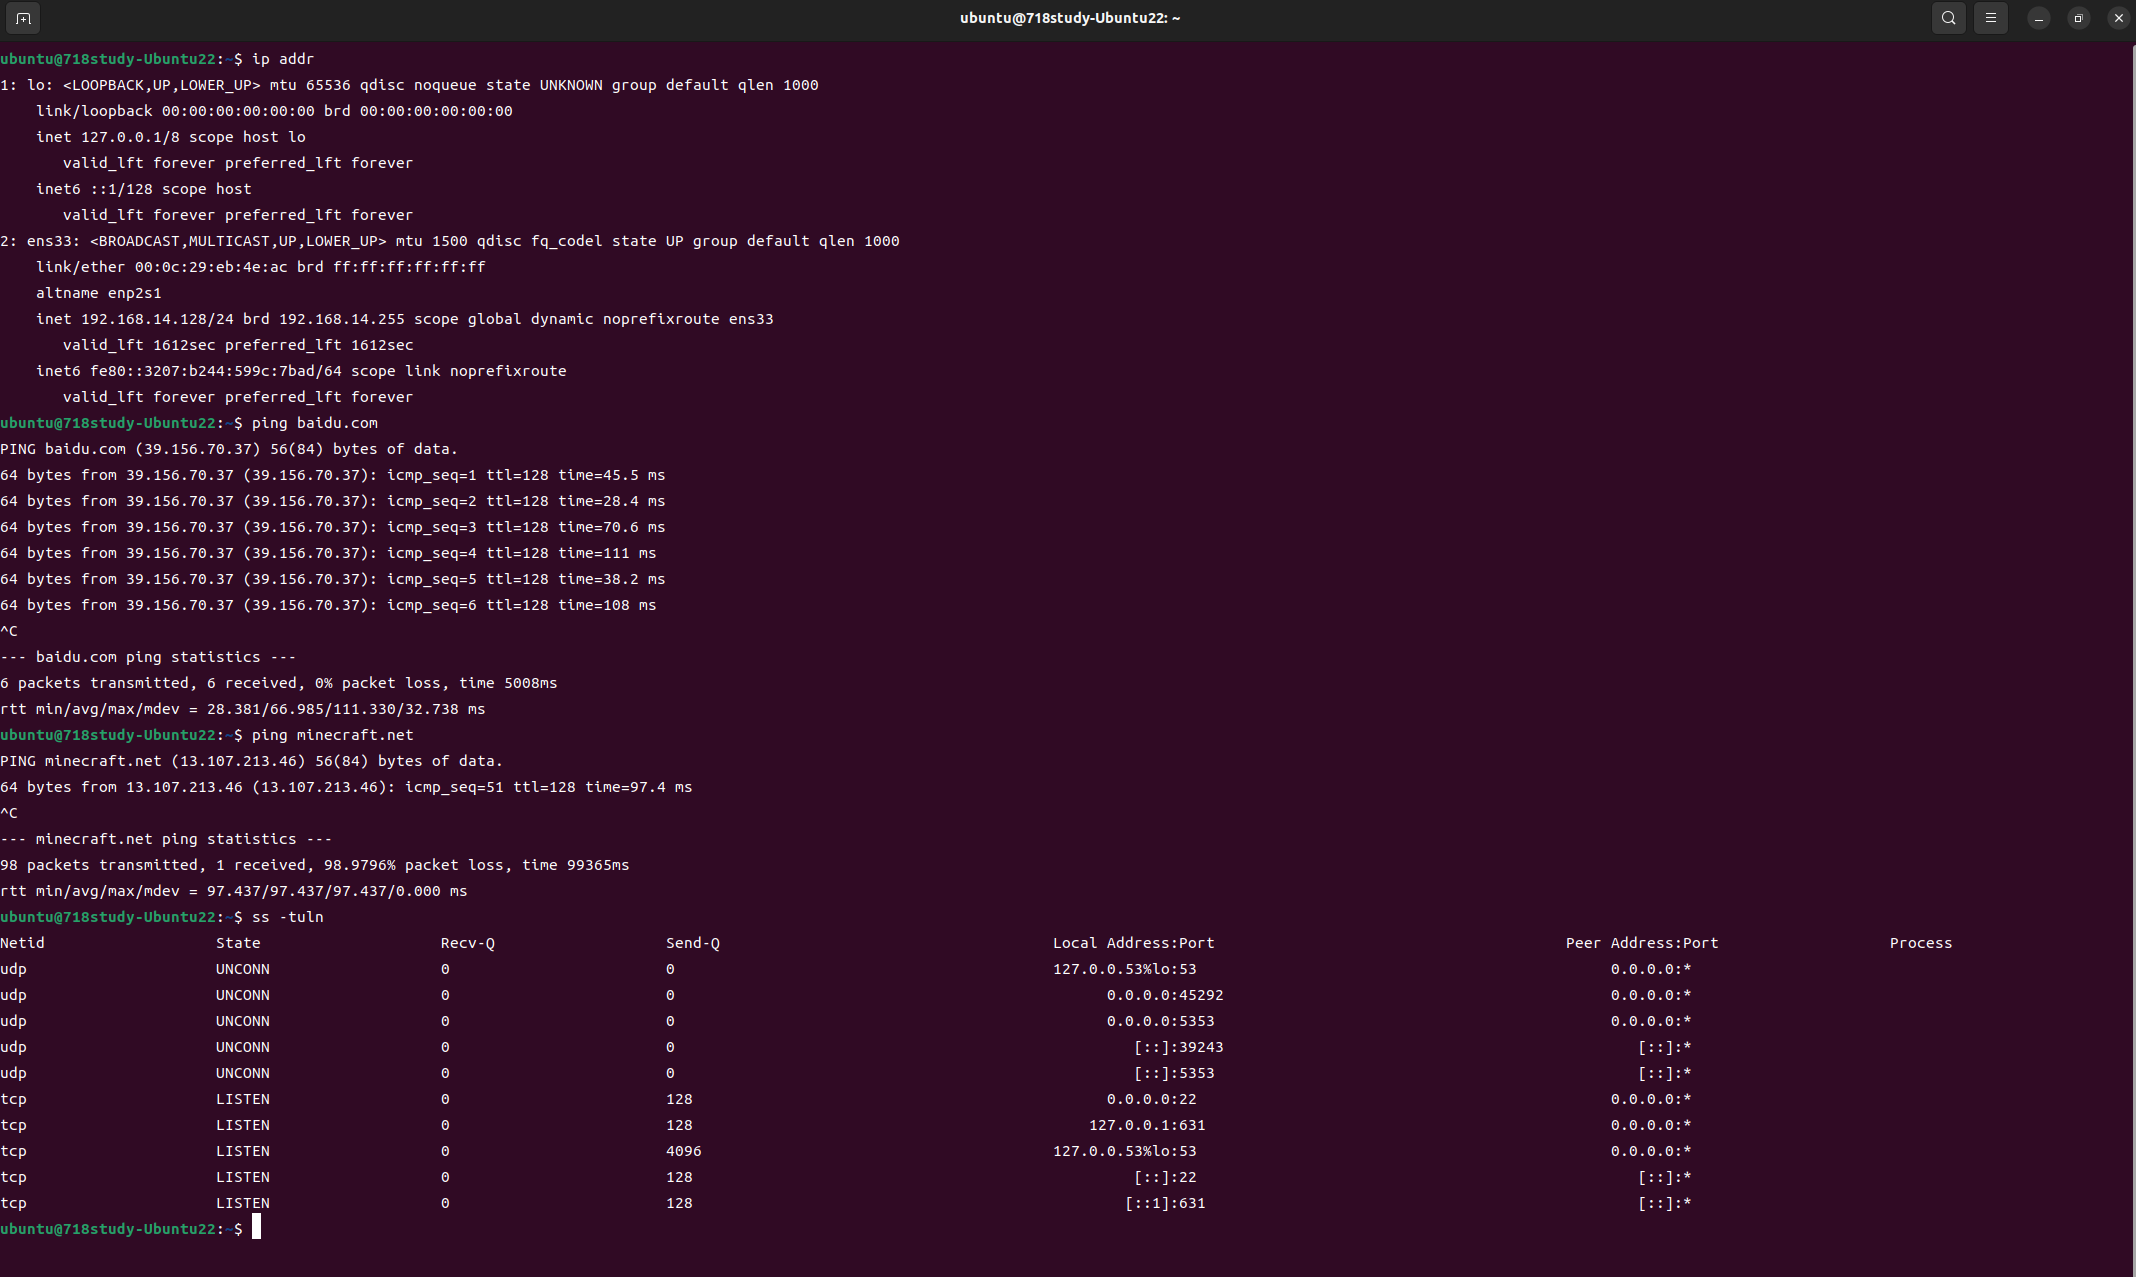 ubuntu@718study-Ubuntu22: ~
ubuntu@718study-Ubuntu22:~$ ip addr
1: lo: <LOOPBACK,UP,LOWER_UP> mtu 65536 qdisc noqueue state UNKNOWN group default qlen 1000
    link/loopback 00:00:00:00:00:00 brd 00:00:00:00:00:00
    inet 127.0.0.1/8 scope host lo
       valid_lft forever preferred_lft forever
    inet6 ::1/128 scope host
       valid_lft forever preferred_lft forever
2: ens33: <BROADCAST,MULTICAST,UP,LOWER_UP> mtu 1500 qdisc fq_codel state UP group default qlen 1000
    link/ether 00:0c:29:eb:4e:ac brd ff:ff:ff:ff:ff:ff
    altname enp2s1
    inet 192.168.14.128/24 brd 192.168.14.255 scope global dynamic noprefixroute ens33
       valid_lft 1612sec preferred_lft 1612sec
    inet6 fe80::3207:b244:599c:7bad/64 scope link noprefixroute
       valid_lft forever preferred_lft forever
ubuntu@718study-Ubuntu22:~$ ping baidu.com
PING baidu.com (39.156.70.37) 56(84) bytes of data.
64 bytes from 39.156.70.37 (39.156.70.37): icmp_seq=1 ttl=128 time=45.5 ms
64 bytes from 39.156.70.37 (39.156.70.37): icmp_seq=2 ttl=128 time=28.4 ms
64 bytes from 39.156.70.37 (39.156.70.37): icmp_seq=3 ttl=128 time=70.6 ms
64 bytes from 39.156.70.37 (39.156.70.37): icmp_seq=4 ttl=128 time=111 ms
64 bytes from 39.156.70.37 (39.156.70.37): icmp_seq=5 ttl=128 time=38.2 ms
64 bytes from 39.156.70.37 (39.156.70.37): icmp_seq=6 ttl=128 time=108 ms
^C
--- baidu.com ping statistics ---
6 packets transmitted, 6 received, 0% packet loss, time 5008ms
rtt min/avg/max/mdev = 28.381/66.985/111.330/32.738 ms
ubuntu@718study-Ubuntu22:~$ ping minecraft.net
PING minecraft.net (13.107.213.46) 56(84) bytes of data.
64 bytes from 13.107.213.46 (13.107.213.46): icmp_seq=51 ttl=128 time=97.4 ms
^C
--- minecraft.net ping statistics ---
98 packets transmitted, 1 received, 98.9796% packet loss, time 99365ms
rtt min/avg/max/mdev = 97.437/97.437/97.437/0.000 ms
ubuntu@718study-Ubuntu22:~$ ss -tuln
Netid State Recv-Q Send-Q Local Address:Port Peer Address:Port Process
udp UNCONN 0 0 127.0.0.53%lo:53 0.0.0.0:*
udp UNCONN 0 0 0.0.0.0:45292 0.0.0.0:*
udp UNCONN 0 0 0.0.0.0:5353 0.0.0.0:*
udp UNCONN 0 0 [::]:39243 [::]:*
udp UNCONN 0 0 [::]:5353 [::]:*
tcp LISTEN 0 128 0.0.0.0:22 0.0.0.0:*
tcp LISTEN 0 128 127.0.0.1:631 0.0.0.0:*
tcp LISTEN 0 4096 127.0.0.53%lo:53 0.0.0.0:*
tcp LISTEN 0 128 [::]:22 [::]:*
tcp LISTEN 0 128 [::1]:631 [::]:*
ubuntu@718study-Ubuntu22:~$